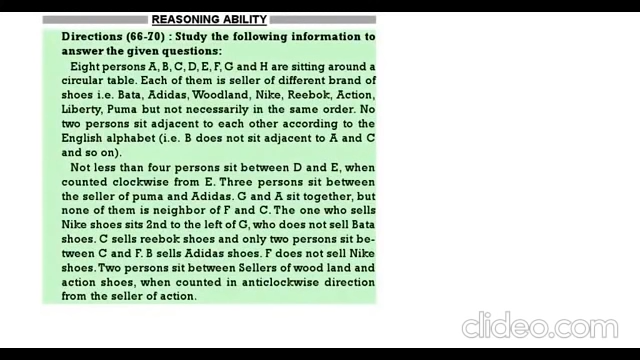 REASONING ABILITY
Directions (66-70) : Study the following information to
answer the given questions:
Eight persons A, B, C, D, E, F, G and H are sitting around a
circular table. Each of them is seller of different brand of
shoes i.e. Bata, Adidas, Woodland, Nike, Reebok, Action,
Liberty, Puma but not necessarily in the same order. No
two persons sit adjacent to each other according to the
English alphabet (i.e. B does not sit adjacent to A and C
and so on).
Not less than four persons sit between D and E, when
counted clockwise from E. Three persons sit between
the seller of puma and Adidas. G and A sit together, but
none of them is neighbor of F and C. The one who sells
Nike shoes sits 2nd to the left of G, who does not sell Bata
shoes. C sells reebok shoes and only two persons sit be-
tween C and F. B sells Adidas shoes. F does not sell Nike
shoes. Two persons sit between Sellers of wood land and
action shoes, when counted in anticlockwise direction
from the seller of action.
clideo.com